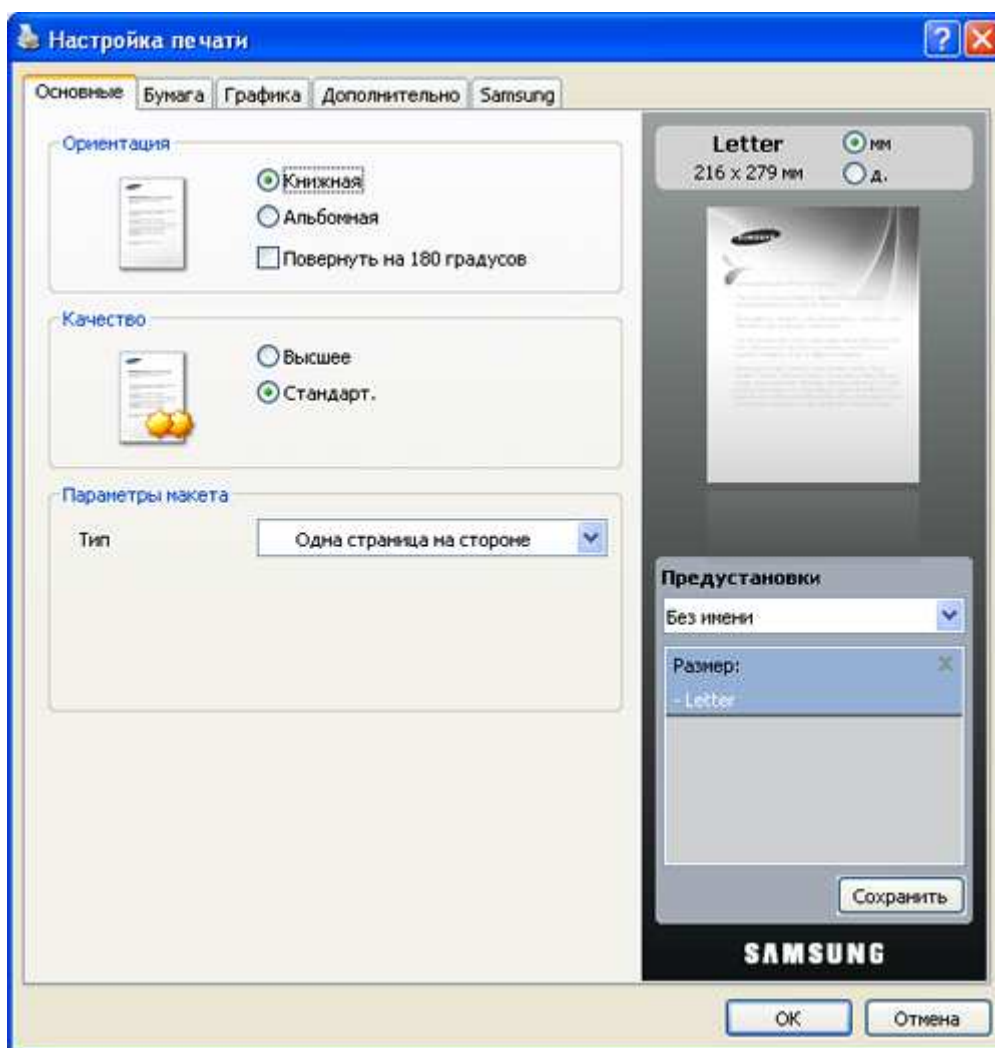 Настройка печати
Основные Бумага Графика Дополнительно Samsung
Ориентация
Книжная
Альбомная
Повернуть на 180 градусов
Качество
Высшее
Стандарт.
Параметры макета
Тип Одна страница на стороне
Letter
216 x 279 мм
мм
д.
SAMSUNG
Предустановки
Без имени
Размер:
- Letter
Сохранить
SAMSUNG
OK Отмена